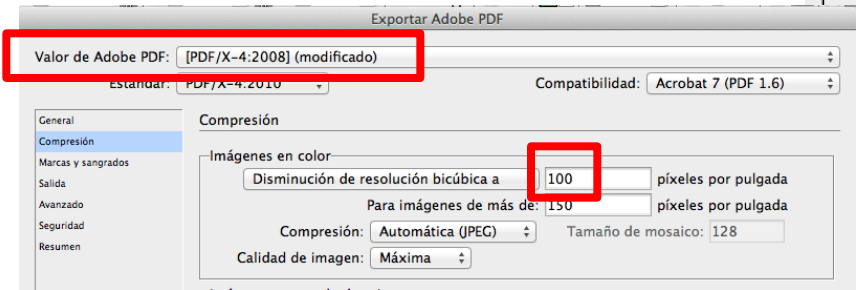 Exportar Adobe PDF
Valor de Adobe PDF: [PDF/X-4:2008] (modificado)
Estándar: PDF/X-4:2010 Compatibilidad: Acrobat 7 (PDF 1.6)
General
Compresión
Compresión
Marcas y sangrados
Salida
Avanzado
Seguridad
Resumen
Imágenes en color
Disminución de resolución bicúbica a 100 píxeles por pulgada
Para imágenes de más de: 150 píxeles por pulgada
Compresión: Automática (JPEG) Tamaño de mosaico: 128
Calidad de imagen: Máxima